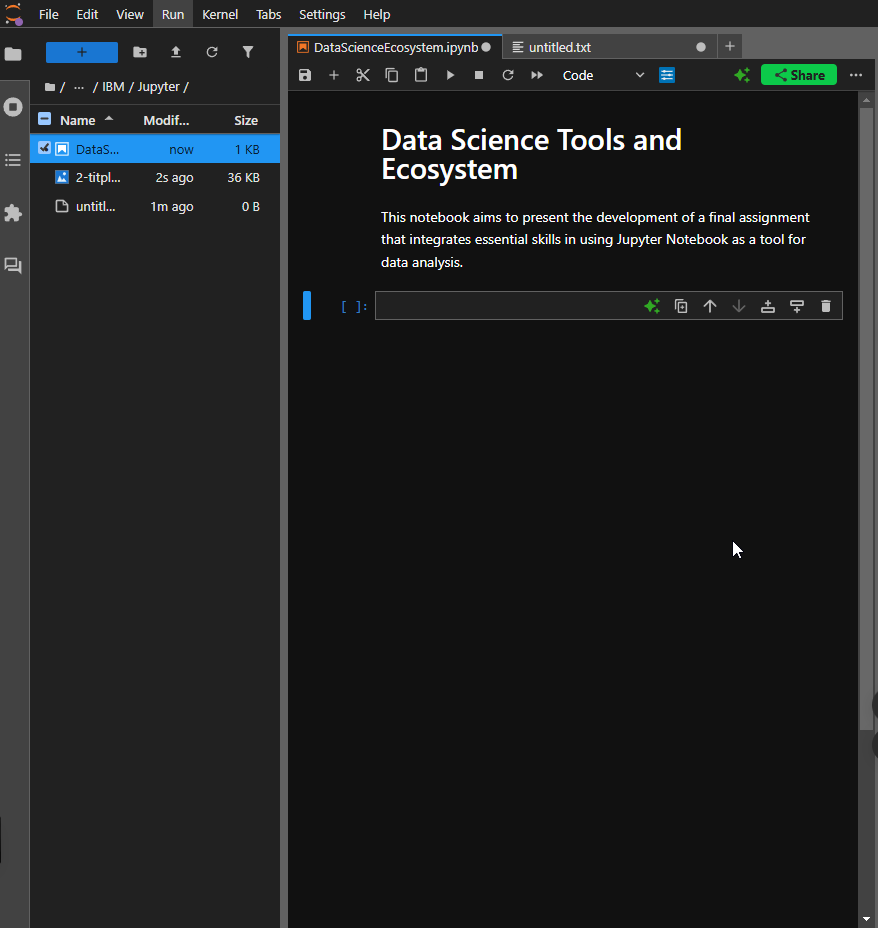 File Edit View Run Kernel Tabs Settings Help
DataScienceEcosystem.ipynb untitled.txt
Code Share
/ ... / IBM / Jupyter /
Name Modif... Size
DataS... now 1 KB
2-titpl... 2s ago 36 KB
untitl... 1m ago 0 B
Data Science Tools and
Ecosystem
This notebook aims to present the development of a final assignment
that integrates essential skills in using Jupyter Notebook as a tool for
data analysis.
[ ]: